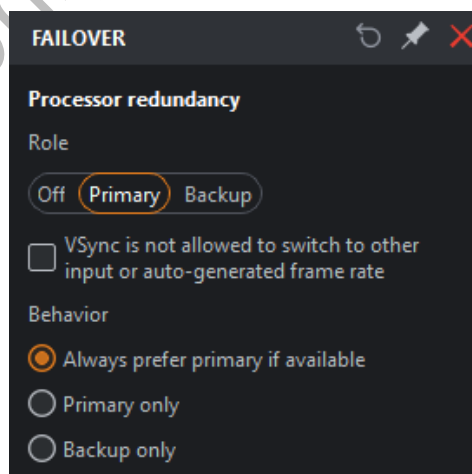 FAILOVER
Processor redundancy
Role
Off Primary Backup
VSync is not allowed to switch to other
input or auto-generated frame rate
Behavior
Always prefer primary if available
Primary only
Backup only